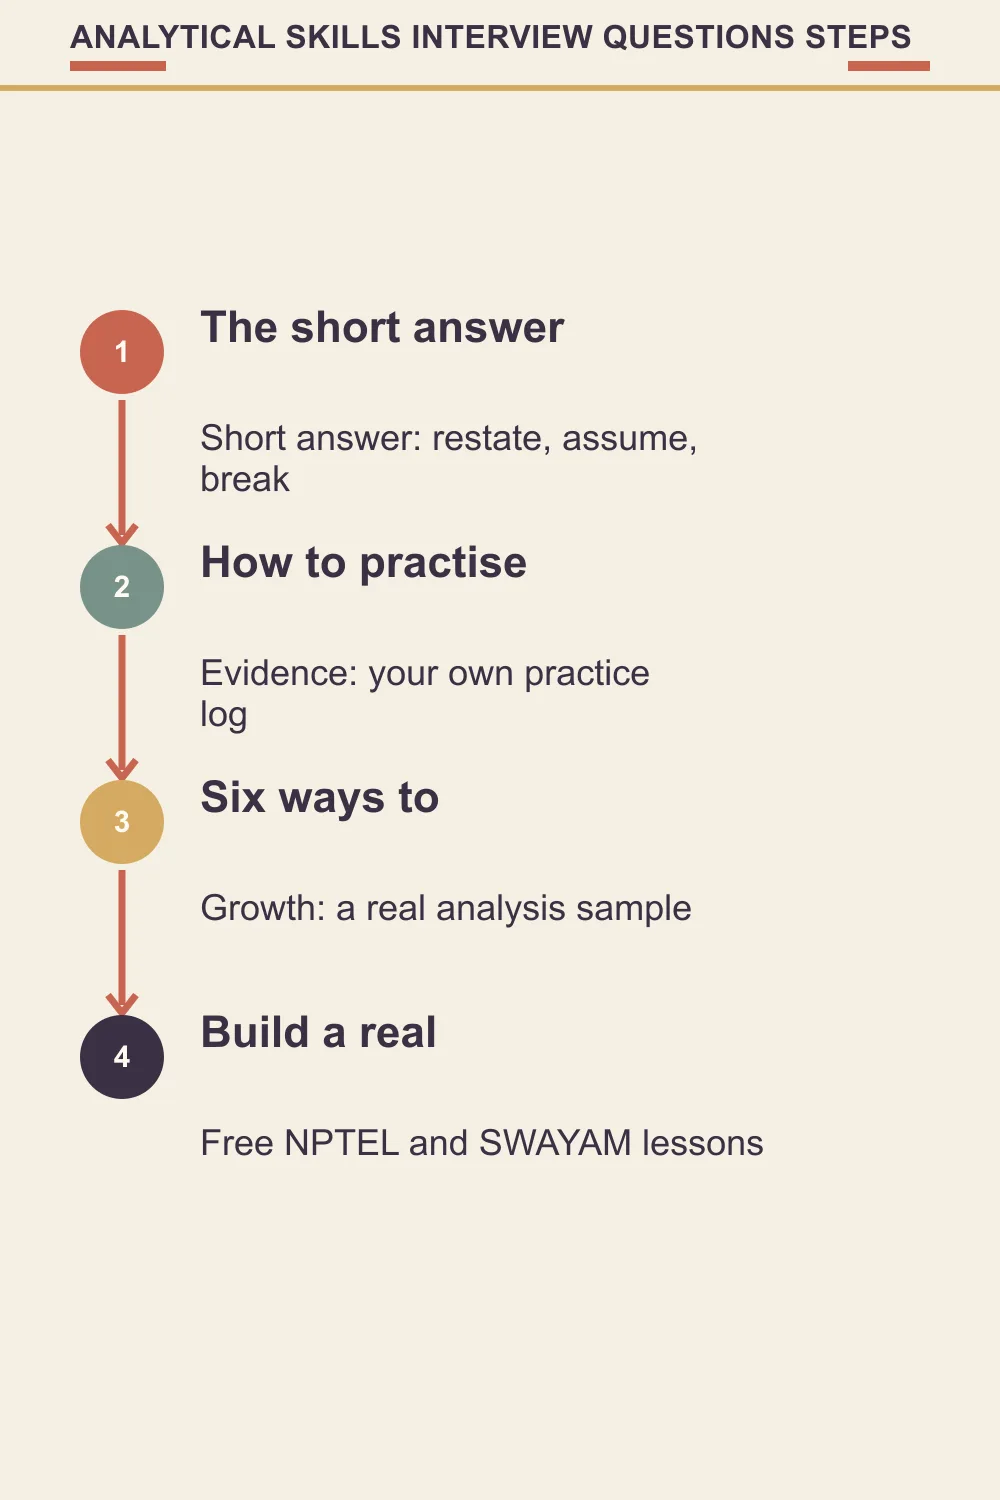 ANALYTICAL SKILLS INTERVIEW QUESTIONS STEPS
1
The short answer
Short answer: restate, assume,
break
2
How to practise
Evidence: your own practice
log
3
Six ways to
Growth: a real analysis sample
4
Build a real
Free NPTEL and SWAYAM lessons